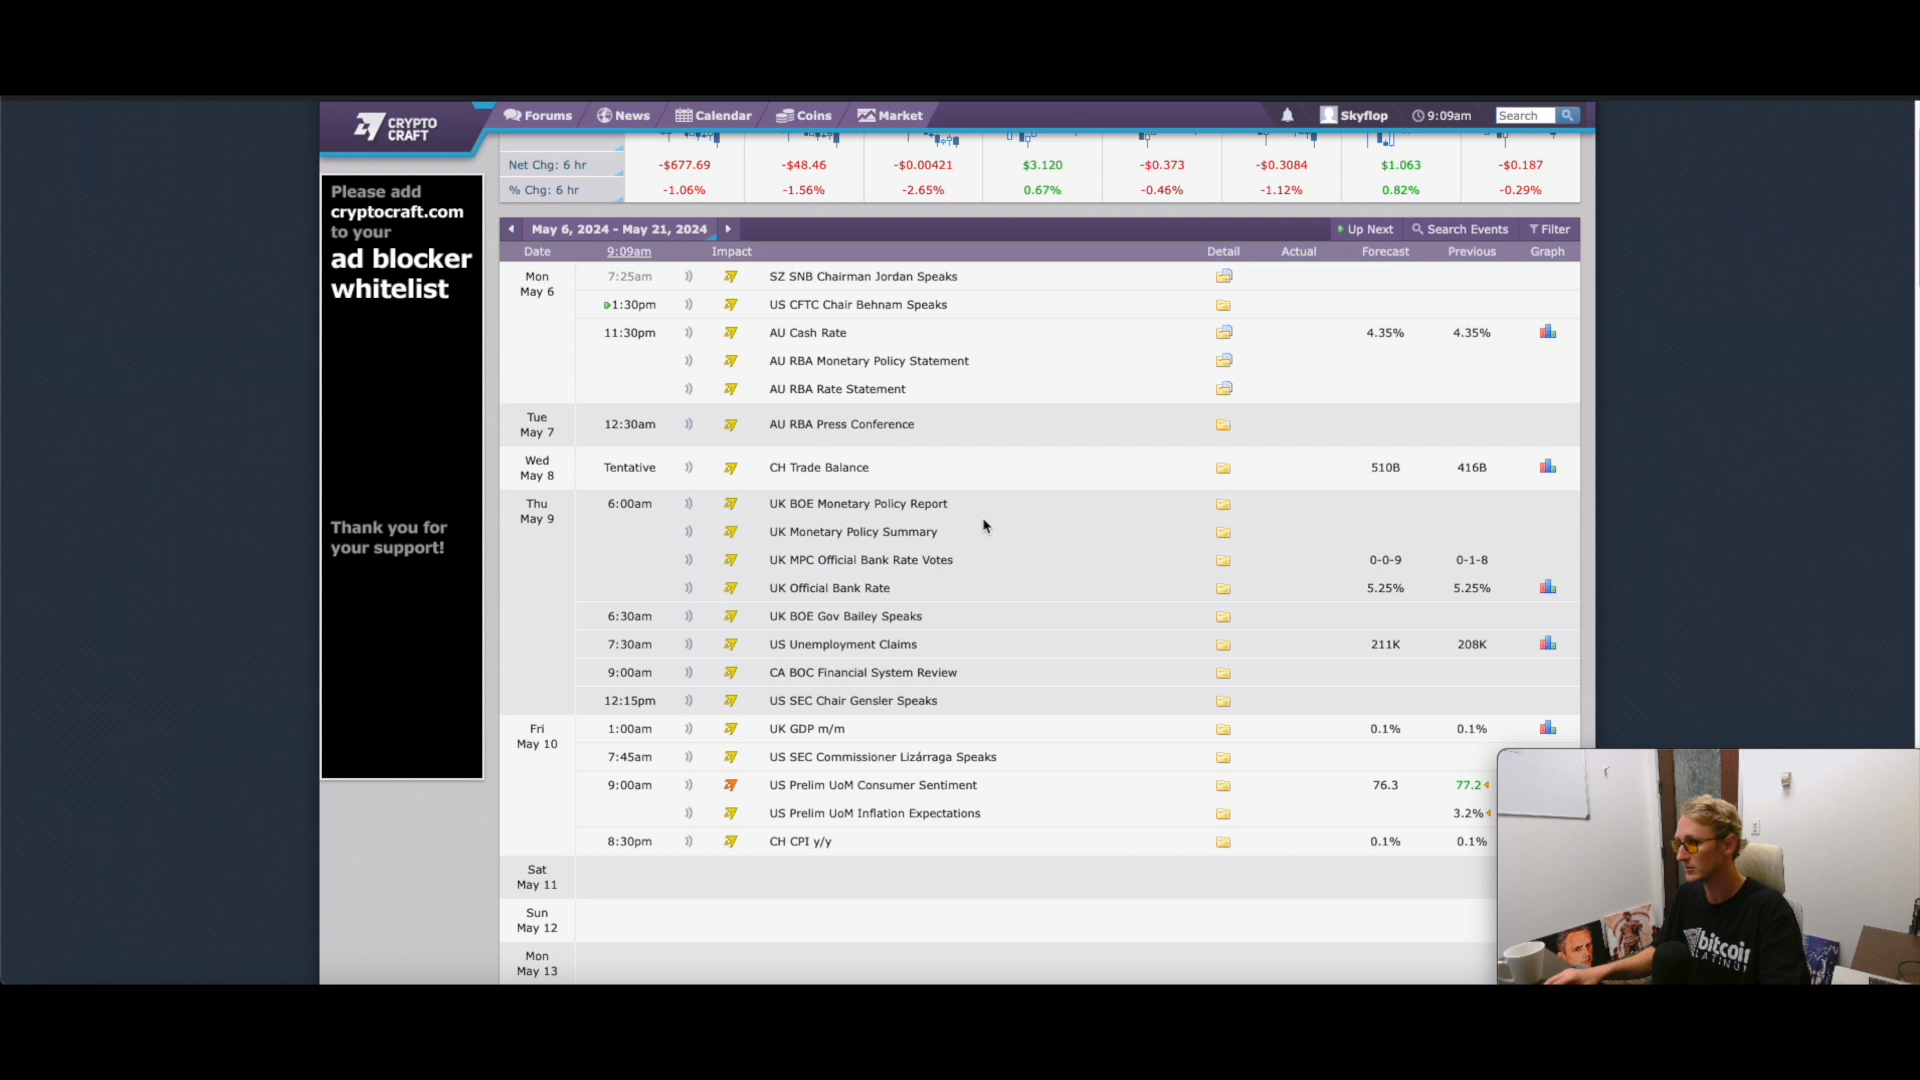 CRYPTO
CRAFT
Forums News Calendar Coins Market Skyflop 9:09am Search
Please add
cryptocraft.com
to your
ad blocker
whitelist
Thank you for
your support!
Net Chg: 6 hr -$677.69 -$48.46 -$0.00421 $3.120 -$0.373 -$0.3084 $1.063 -$0.187
% Chg: 6 hr -1.06% -1.56% -2.65% 0.67% -0.46% -1.12% 0.82% -0.29%
May 6, 2024 - May 21, 2024 Up Next Search Events Filter
Date 9:09am Impact Detail Actual Forecast Previous Graph
Mon
May 6
7:25am SZ SNB Chairman Jordan Speaks
1:30pm US CFTC Chair Behnam Speaks
11:30pm AU Cash Rate 4.35% 4.35%
AU RBA Monetary Policy Statement
AU RBA Rate Statement
Tue
May 7
12:30am AU RBA Press Conference
Wed
May 8
Tentative CH Trade Balance 510B 416B
Thu
May 9
6:00am UK BOE Monetary Policy Report
UK Monetary Policy Summary
UK MPC Official Bank Rate Votes 0-0-9 0-1-8
UK Official Bank Rate 5.25% 5.25%
6:30am UK BOE Gov Bailey Speaks
7:30am US Unemployment Claims 211K 208K
9:00am CA BOC Financial System Review
12:15pm US SEC Chair Gensler Speaks
Fri
May 10
1:00am UK GDP m/m 0.1% 0.1%
7:45am US SEC Commissioner Lizárraga Speaks
9:00am US Prelim UoM Consumer Sentiment 76.3 77.2
US Prelim UoM Inflation Expectations 3.2%
8:30pm CH CPI y/y 0.1% 0.1%
Sat
May 11
Sun
May 12
Mon
May 13
bitcoin